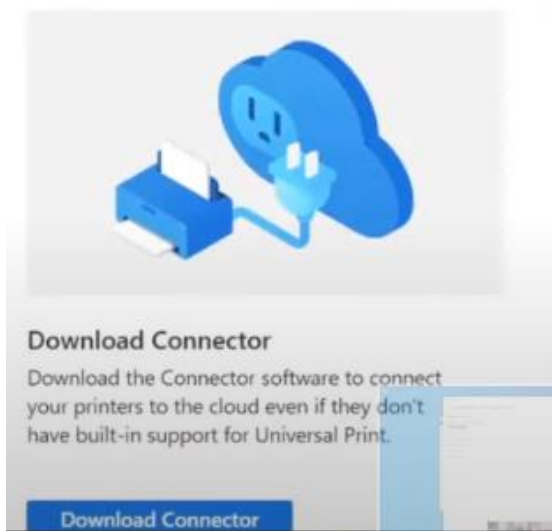 Download Connector
Download the Connector software to connect
your printers to the cloud even if they don't
have built-in support for Universal Print.
Download Connector